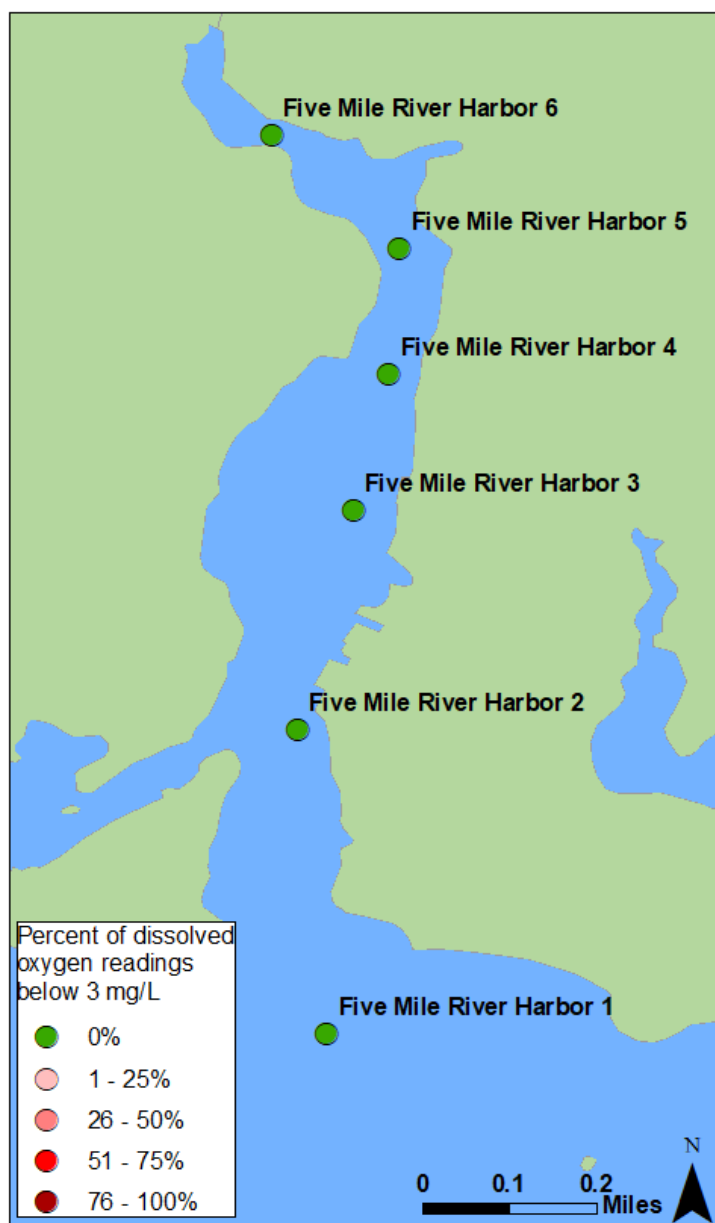 Five Mile River Harbor 6
Five Mile River Harbor 5
Five Mile River Harbor 4
Five Mile River Harbor 3
Five Mile River Harbor 2
Five Mile River Harbor 1
Percent of dissolved
oxygen readings
below 3 mg/L
0%
1 - 25%
26 - 50%
51 - 75%
76 - 100%
0 0.1 0.2
Miles
N